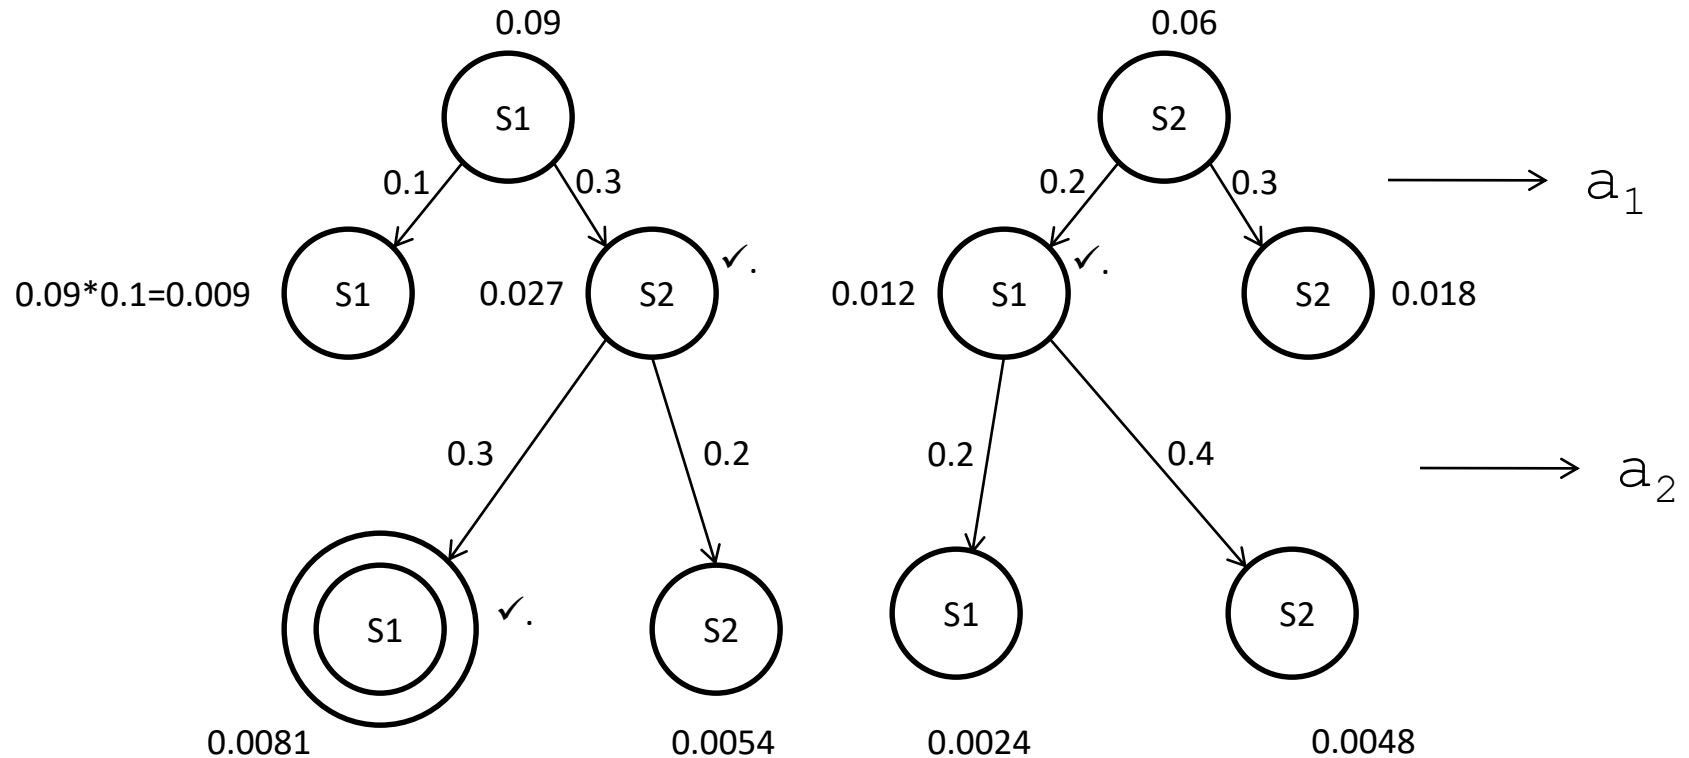 0.09 0.06
S1 S2
0.1 0.3 0.2 0.3 a₁
✓. ✓.
0.09*0.1=0.009 S1 0.027 S2 0.012 S1 S2 0.018
0.3 0.2 0.2 0.4 a₂
S1 ✓. S2 S1 S2
0.0081 0.0054 0.0024 0.0048